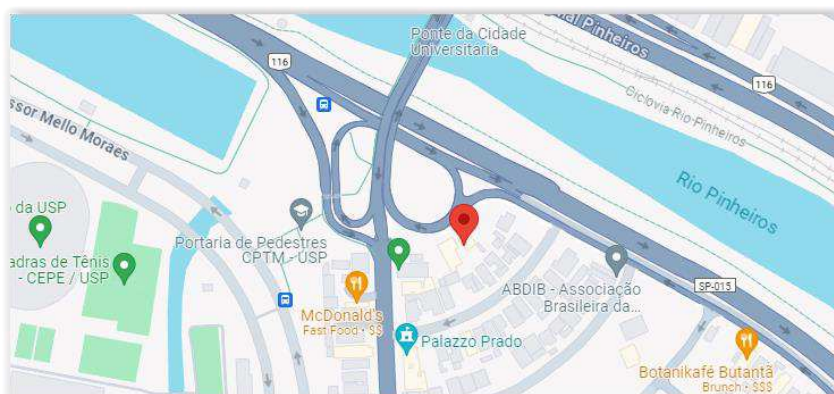 Ponte da Cidade
Universitária
nal Pinheiros
116
116
Ciclovia Rio Pinheiros
ssor Mello Moraes
Rio Pinheiros
o da USP
Portaria de Pedestres
CPTM - USP
adras de Tênis
- CEPE / USP
ABDIB - Associação
Brasileira da...
SP-015
McDonald's
Fast Food • $$
Palazzo Prado
Botanikafé Butantã
Brunch • $$$